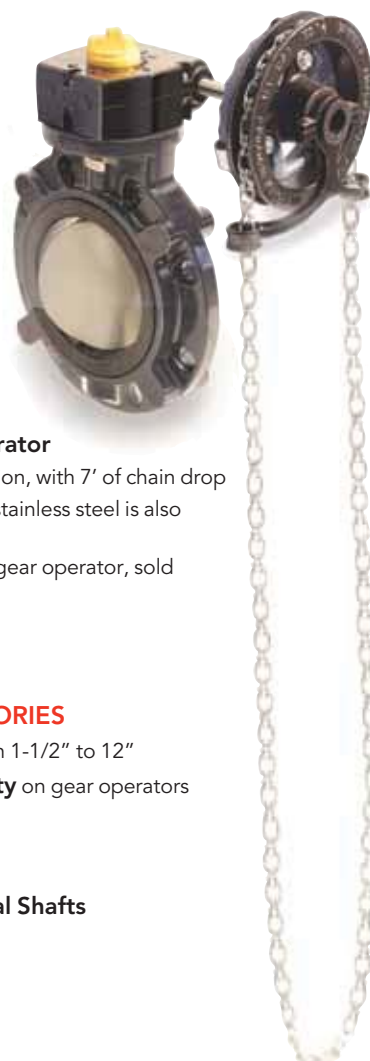 rator
on, with 7’ of chain drop
stainless steel is also
gear operator, sold
ORIES
n 1-1/2” to 12”
ty on gear operators
al Shafts